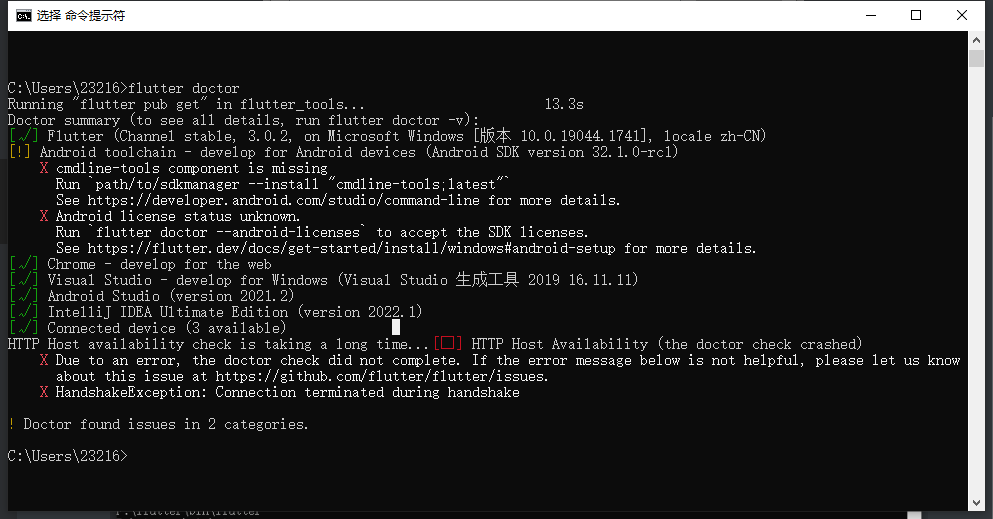 选择 命令提示符
C:\Users\23216>flutter doctor
Running "flutter pub get" in flutter_tools... 13.3s
Doctor summary (to see all details, run flutter doctor -v):
[√] Flutter (Channel stable, 3.0.2, on Microsoft Windows [版本 10.0.19044.1741], locale zh-CN)
[!] Android toolchain - develop for Android devices (Android SDK version 32.1.0-rc1)
X cmdline-tools component is missing
Run `path/to/sdkmanager --install "cmdline-tools;latest"`
See https://developer.android.com/studio/command-line for more details.
X Android license status unknown.
Run `flutter doctor --android-licenses` to accept the SDK licenses.
See https://flutter.dev/docs/get-started/install/windows#android-setup for more details.
[√] Chrome - develop for the web
[√] Visual Studio - develop for Windows (Visual Studio 生成工具 2019 16.11.11)
[√] Android Studio (version 2021.2)
[√] IntelliJ IDEA Ultimate Edition (version 2022.1)
[√] Connected device (3 available)
HTTP Host availability check is taking a long time...[□] HTTP Host Availability (the doctor check crashed)
X Due to an error, the doctor check did not complete. If the error message below is not helpful, please let us know
about this issue at https://github.com/flutter/flutter/issues.
X HandshakeException: Connection terminated during handshake
! Doctor found issues in 2 categories.
C:\Users\23216>